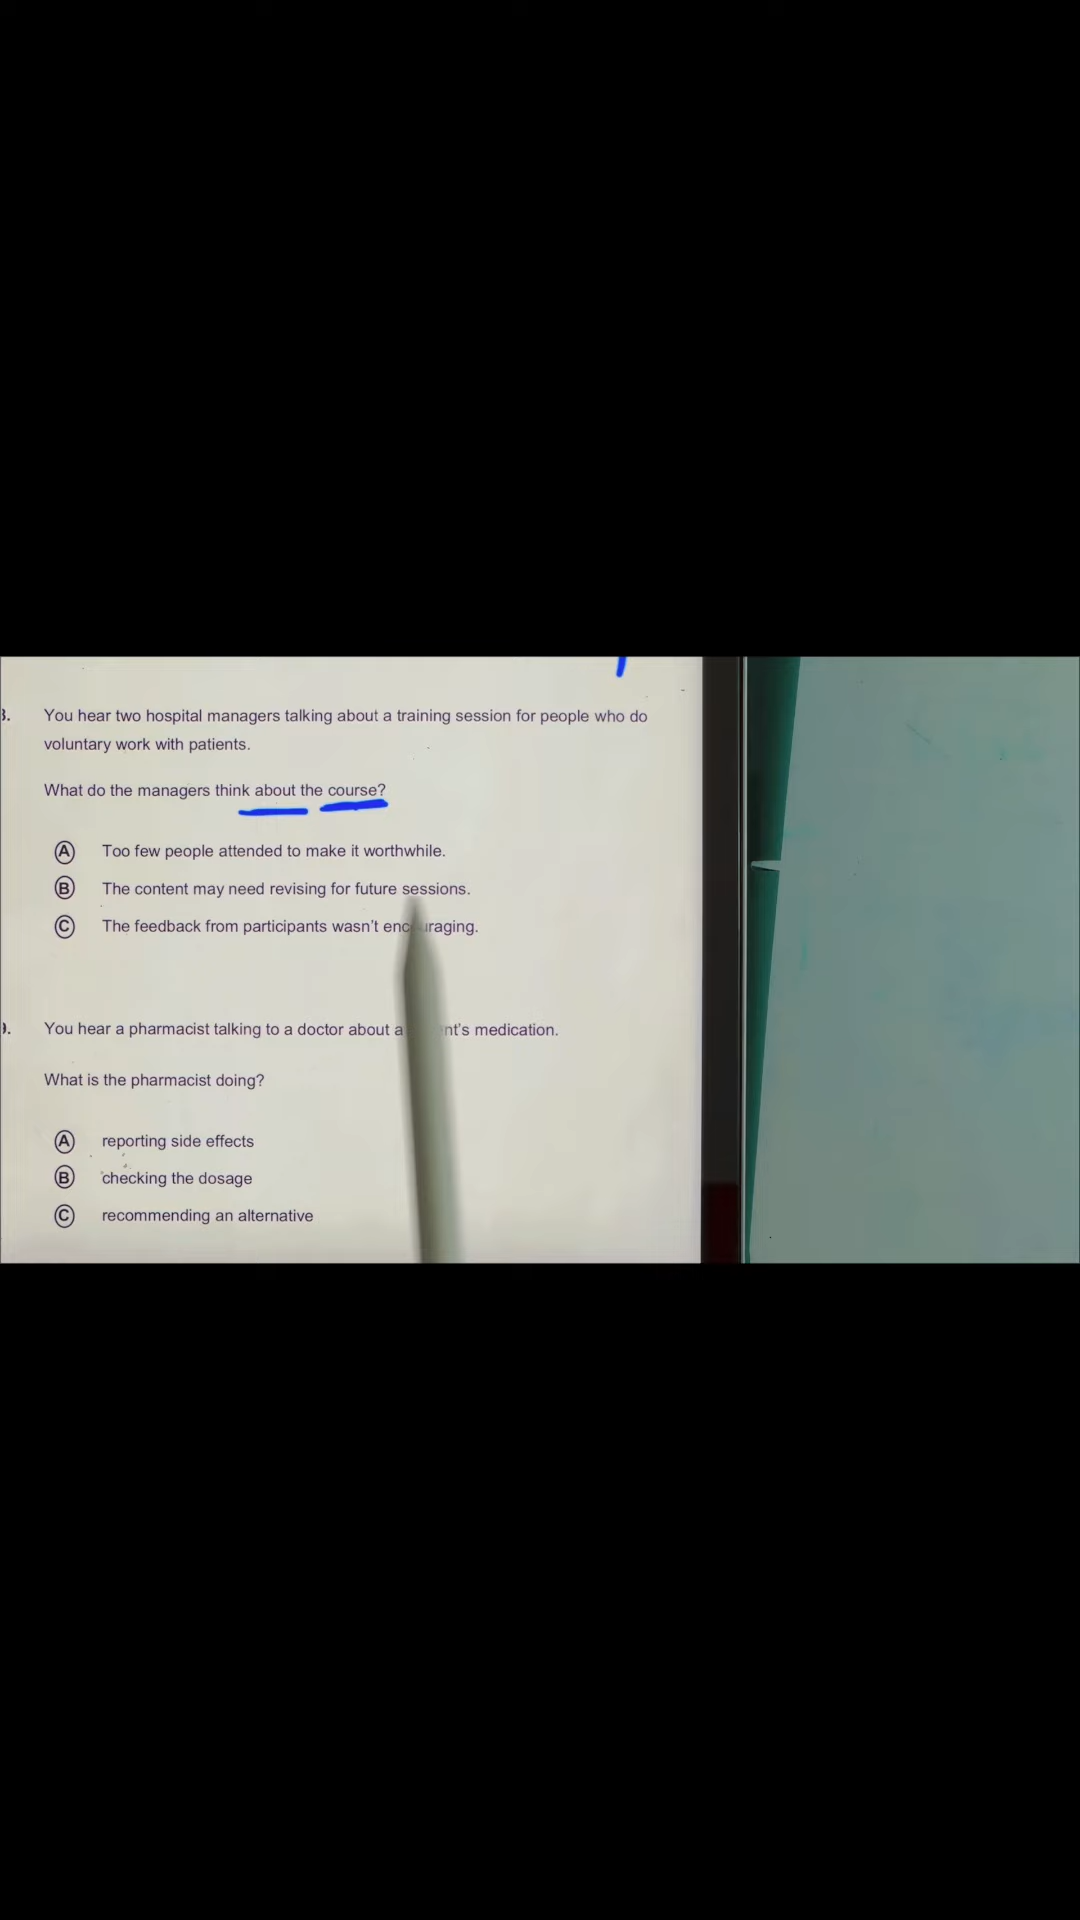 You hear two hospital managers talking about a training session for people who do
voluntary work with patients.
What do the managers think about the course?
A Too few people attended to make it worthwhile.
B The content may need revising for future sessions.
C The feedback from participants wasn't encouraging.
You hear a pharmacist talking to a doctor about a medication.
What is the pharmacist doing?
A reporting side effects
B checking the dosage
C recommending an alternative